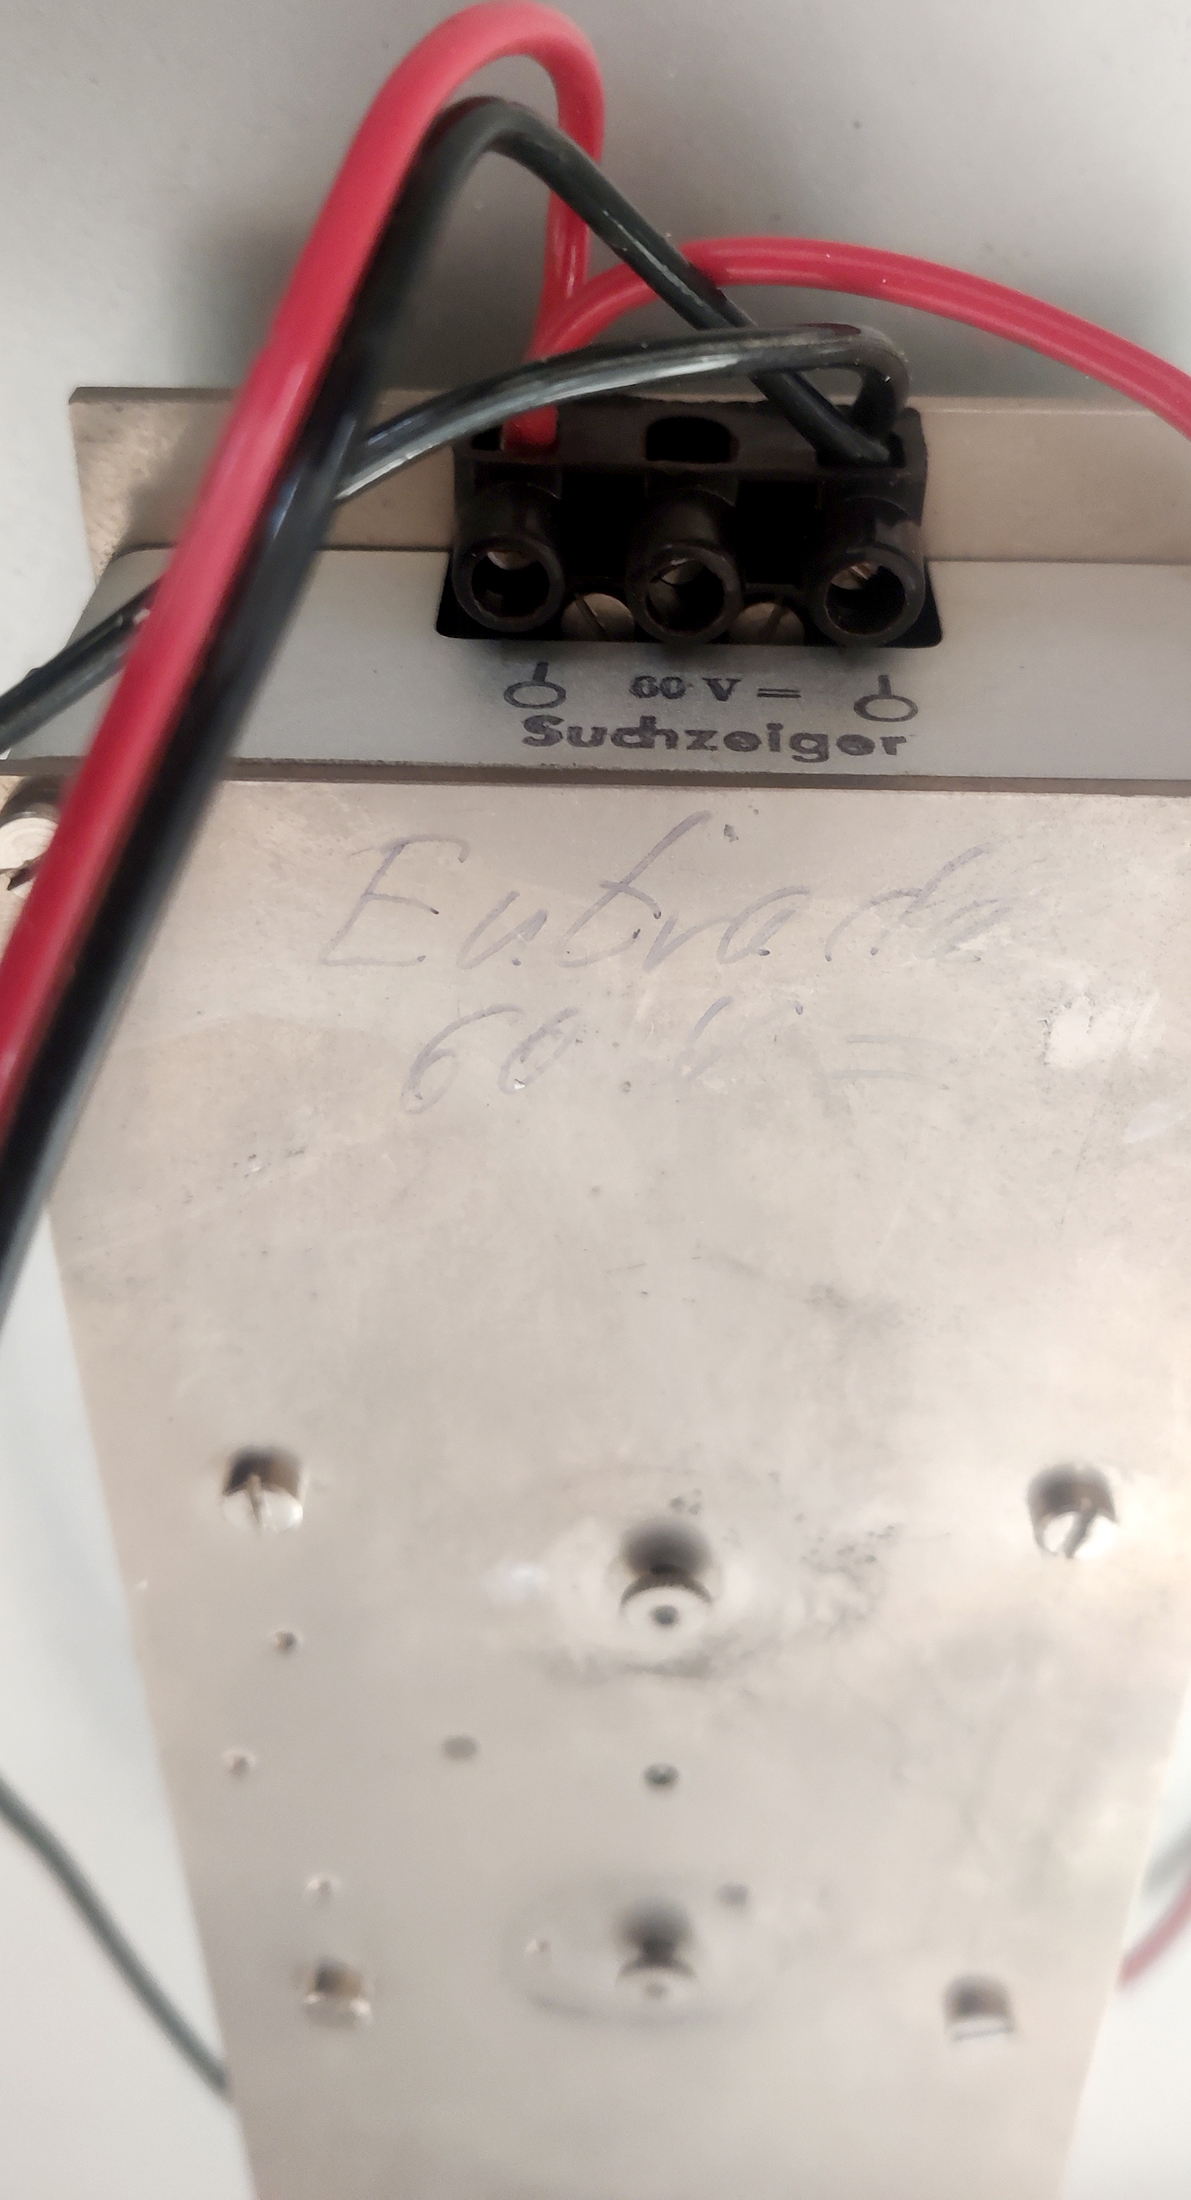 60 V =
Suchzeiger
Entrada
60 V =